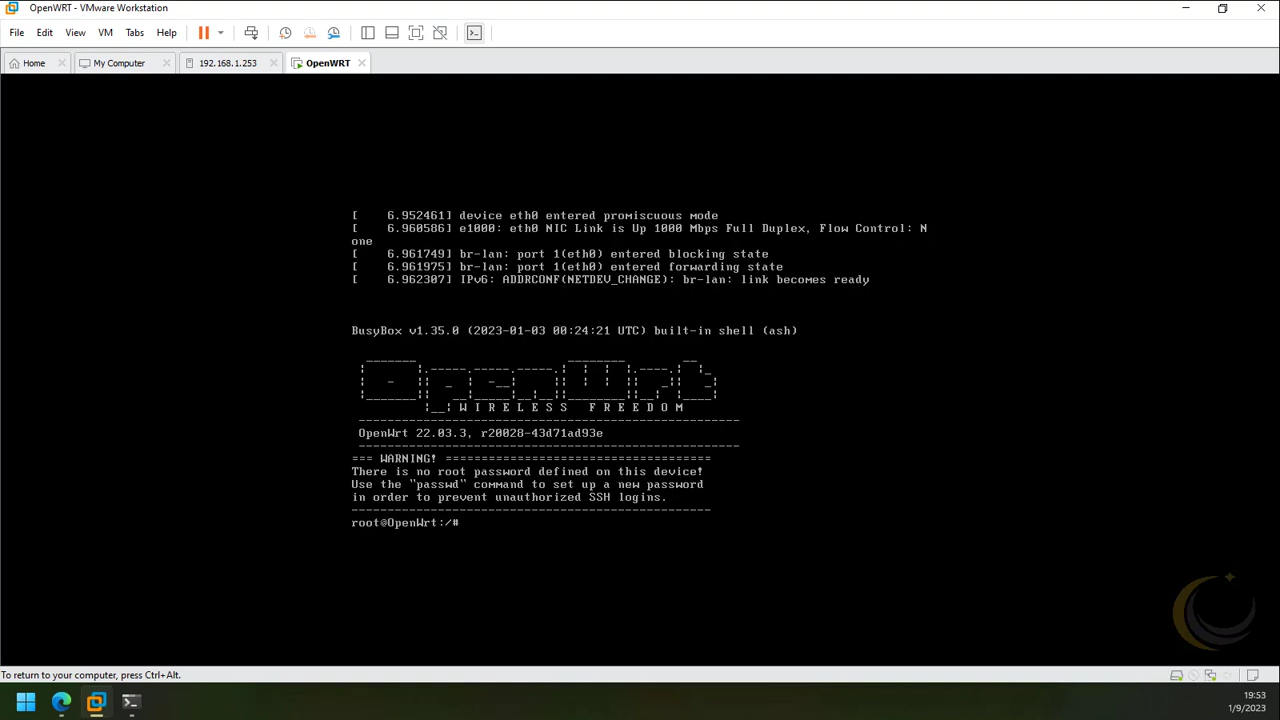 OpenWRT - VMware Workstation
File Edit View VM Tabs Help
Home My Computer 192.168.1.253 OpenWRT
[    6.952461] device eth0 entered promiscuous mode
[    6.960586] e1000: eth0 NIC Link is Up 1000 Mbps Full Duplex, Flow Control: N
one
[    6.961749] br-lan: port 1(eth0) entered blocking state
[    6.961975] br-lan: port 1(eth0) entered forwarding state
[    6.962307] IPv6: ADDRCONF(NETDEV_CHANGE): br-lan: link becomes ready
BusyBox v1.35.0 (2023-01-03 00:24:21 UTC) built-in shell (ash)
OpenWrt
W I R E L E S S   F R E E D O M
-----------------------------------------------------
OpenWrt 22.03.3, r20028-43d71ad93e
-----------------------------------------------------
=== WARNING! =====================================
There is no root password defined on this device!
Use the "passwd" command to set up a new password
in order to prevent unauthorized SSH logins.
--------------------------------------------------
root@OpenWrt:/#
To return to your computer, press Ctrl+Alt.
19:53
1/9/2023